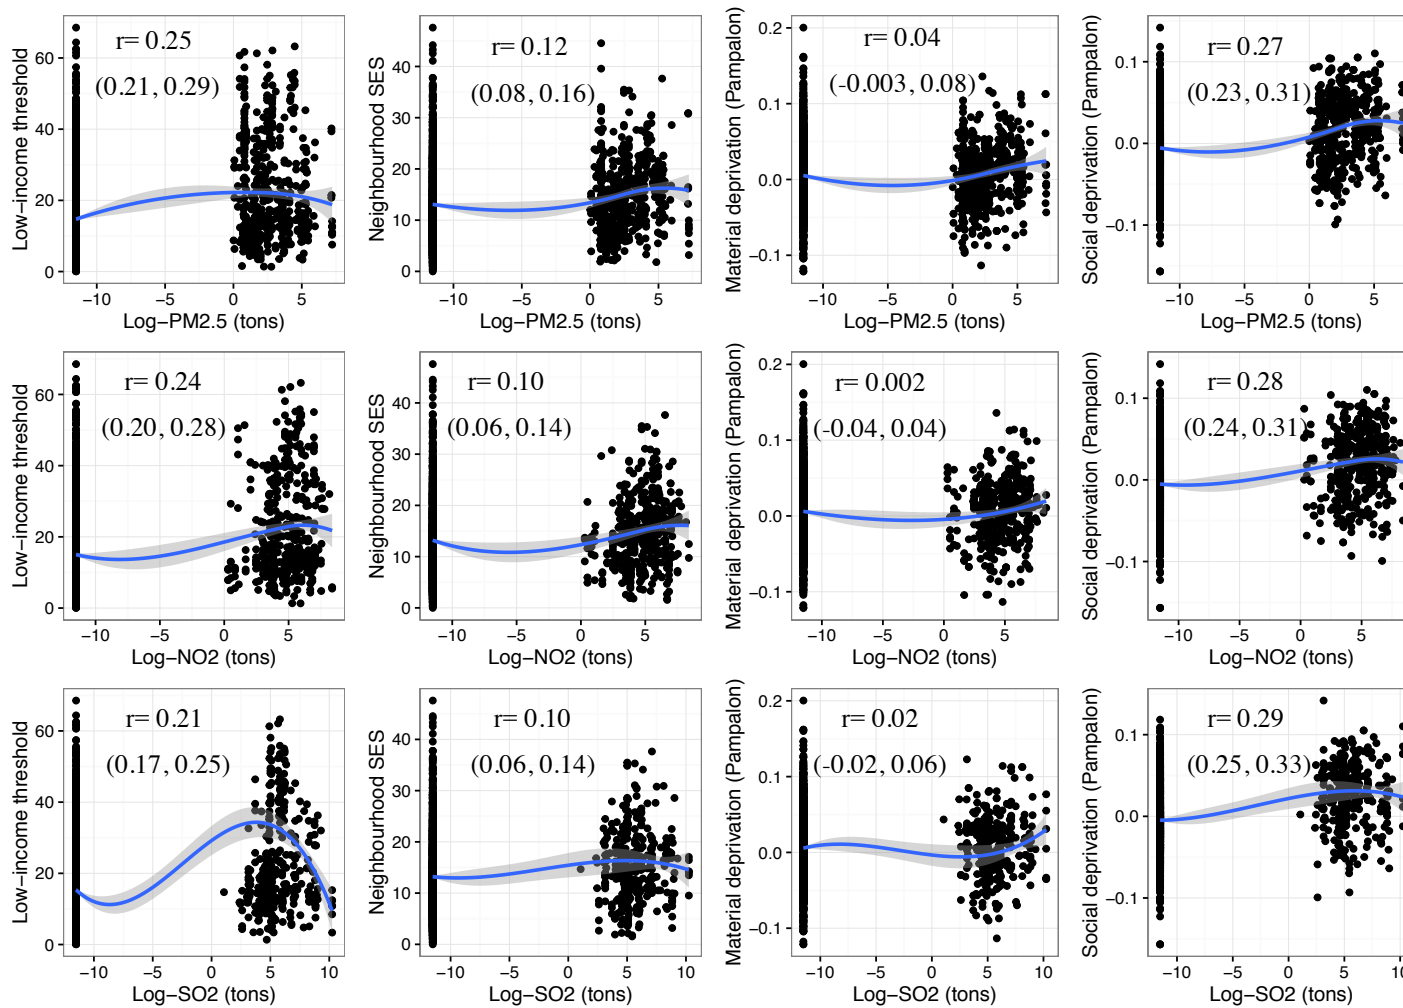 Low−income threshold
60
40
20
0
r= 0.25
(0.21, 0.29)
−10 −5 0 5
Log−PM2.5 (tons)
Neighbourhood SES
40
30
20
10
0
r= 0.12
(0.08, 0.16)
−10 −5 0 5
Log−PM2.5 (tons)
Material deprivation (Pampalon)
0.2
0.1
0.0
−0.1
r= 0.04
(-0.003, 0.08)
−10 −5 0 5
Log−PM2.5 (tons)
Social deprivation (Pampalon)
0.1
0.0
−0.1
r= 0.27
(0.23, 0.31)
−10 −5 0 5
Log−PM2.5 (tons)
Low−income threshold
60
40
20
0
r= 0.24
(0.20, 0.28)
−10 −5 0 5
Log−NO2 (tons)
Neighbourhood SES
40
30
20
10
0
r= 0.10
(0.06, 0.14)
−10 −5 0 5
Log−NO2 (tons)
Material deprivation (Pampalon)
0.2
0.1
0.0
−0.1
r= 0.002
(-0.04, 0.04)
−10 −5 0 5
Log−NO2 (tons)
Social deprivation (Pampalon)
0.1
0.0
−0.1
r= 0.28
(0.24, 0.31)
−10 −5 0 5
Log−NO2 (tons)
Low−income threshold
60
40
20
0
r= 0.21
(0.17, 0.25)
−10 −5 0 5 10
Log−SO2 (tons)
Neighbourhood SES
40
30
20
10
0
r= 0.10
(0.06, 0.14)
−10 −5 0 5 10
Log−SO2 (tons)
Material deprivation (Pampalon)
0.2
0.1
0.0
−0.1
r= 0.02
(-0.02, 0.06)
−10 −5 0 5 10
Log−SO2 (tons)
Social deprivation (Pampalon)
0.1
0.0
−0.1
r= 0.29
(0.25, 0.33)
−10 −5 0 5 10
Log−SO2 (tons)